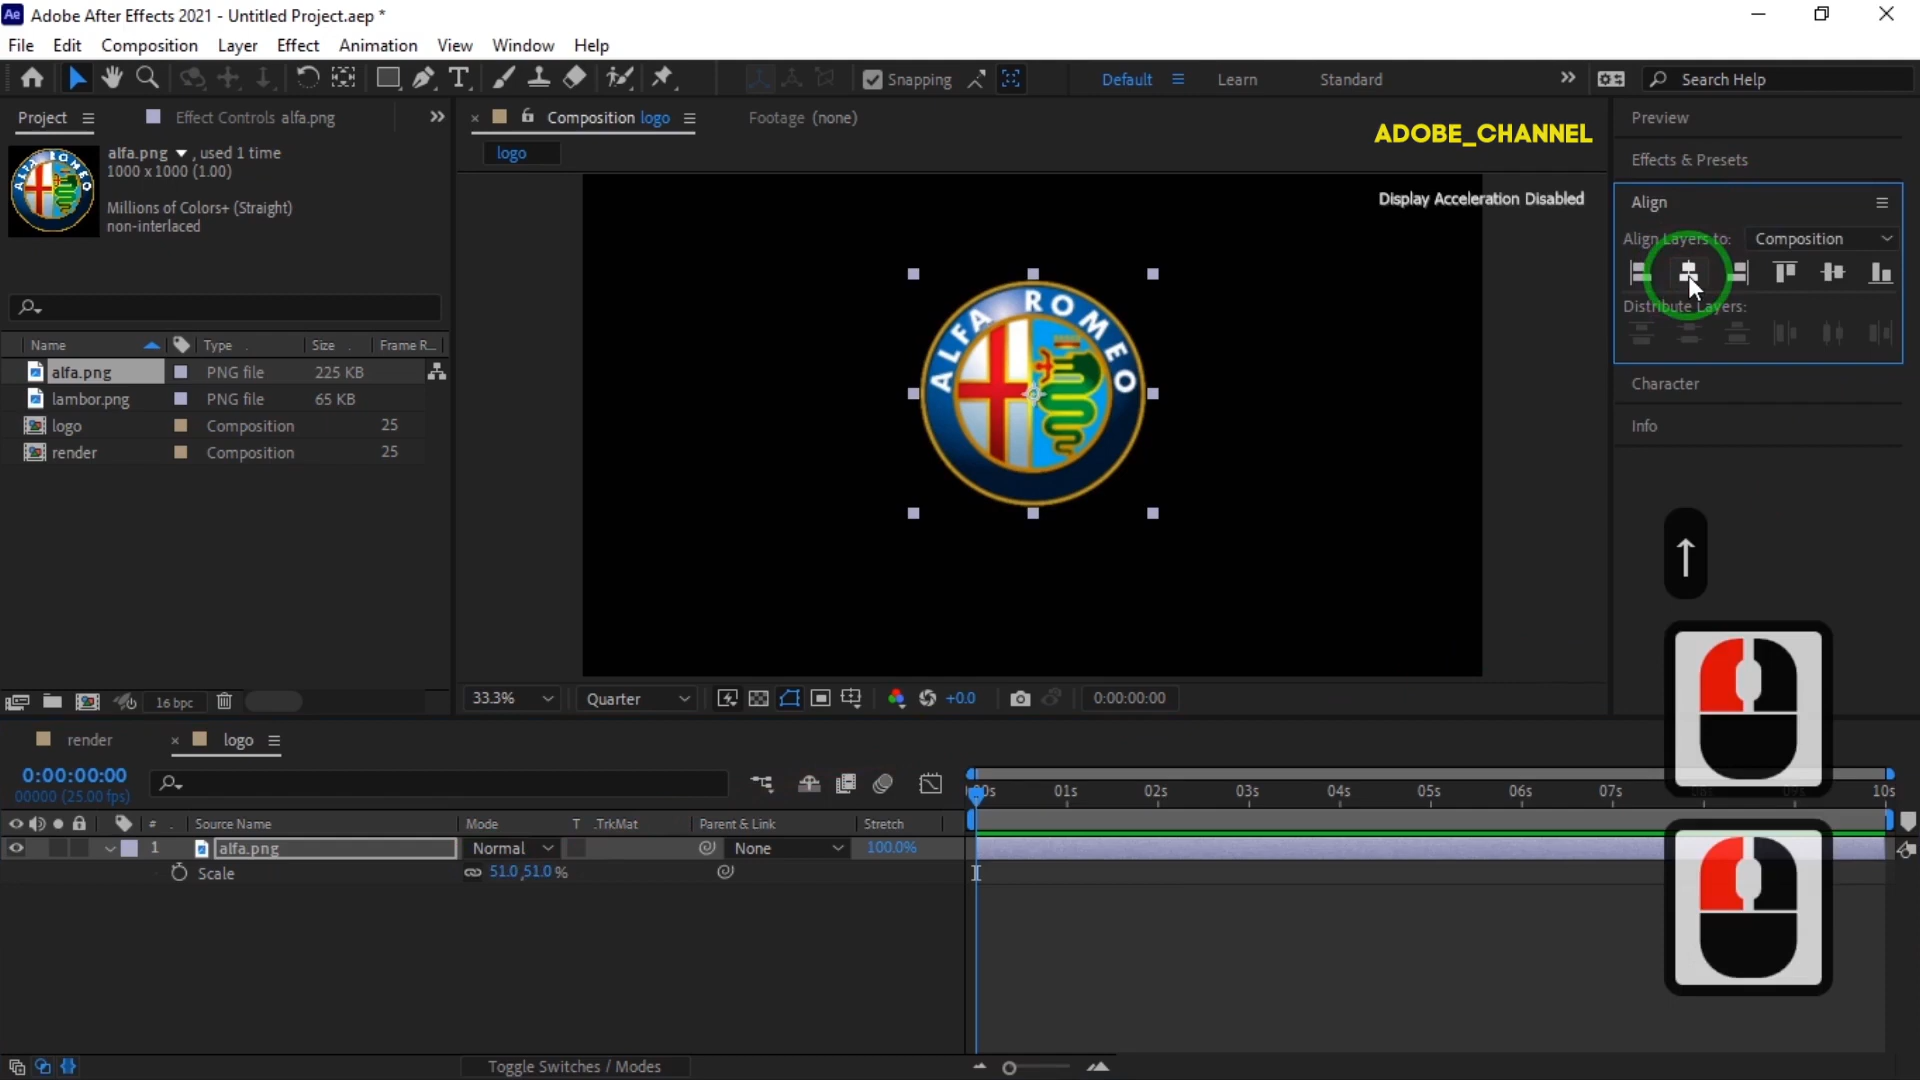 Ae Adobe After Effects 2021 - Untitled Project.aep *
File Edit Composition Layer Effect Animation View Window Help
T Snapping Default Learn Standard Search Help
Project Effect Controls alfa.png
Composition logo Footage (none)
logo
ADOBE_CHANNEL
Display Acceleration Disabled
alfa.png , used 1 time
1000 x 1000 (1.00)
Millions of Colors+ (Straight)
non-interlaced
ALFA ROMEO
Name Type Size Frame R...
alfa.png PNG file 225 KB
lambor.png PNG file 65 KB
logo Composition 25
render Composition 25
16 bpc
ALFA ROMEO
33.3% Quarter +0.0 0:00:00:00
Preview
Effects & Presets
Align
Align Layers to: Composition
Distribute Layers:
Character
Info
render logo
0:00:00:00
00000 (25.00 fps)
00s 01s 02s 03s 04s 05s 06s 07s 08s 09s 10s
# Source Name Mode T .TrkMat Parent & Link Stretch
1 alfa.png Normal None 100.0%
Scale 51.0,51.0 %
Toggle Switches / Modes